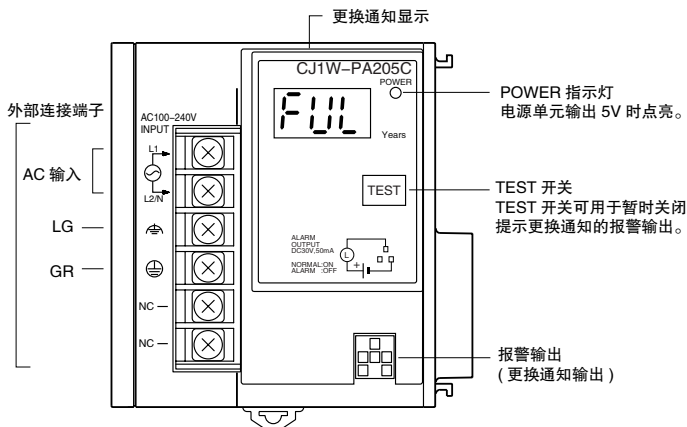 更换通知显示
CJ1W-PA205C
POWER
FUL
Years
POWER 指示灯
电源单元输出 5V 时点亮。
外部连接端子
AC100-240V
INPUT
L1
AC 输入
L2/N
TEST
TEST 开关
TEST 开关可用于暂时关闭
提示更换通知的报警输出。
LG
GR
ALARM
OUTPUT
DC30V,50mA
NORMAL:ON
ALARM :OFF
L
+
NC
NC
报警输出
( 更换通知输出 )